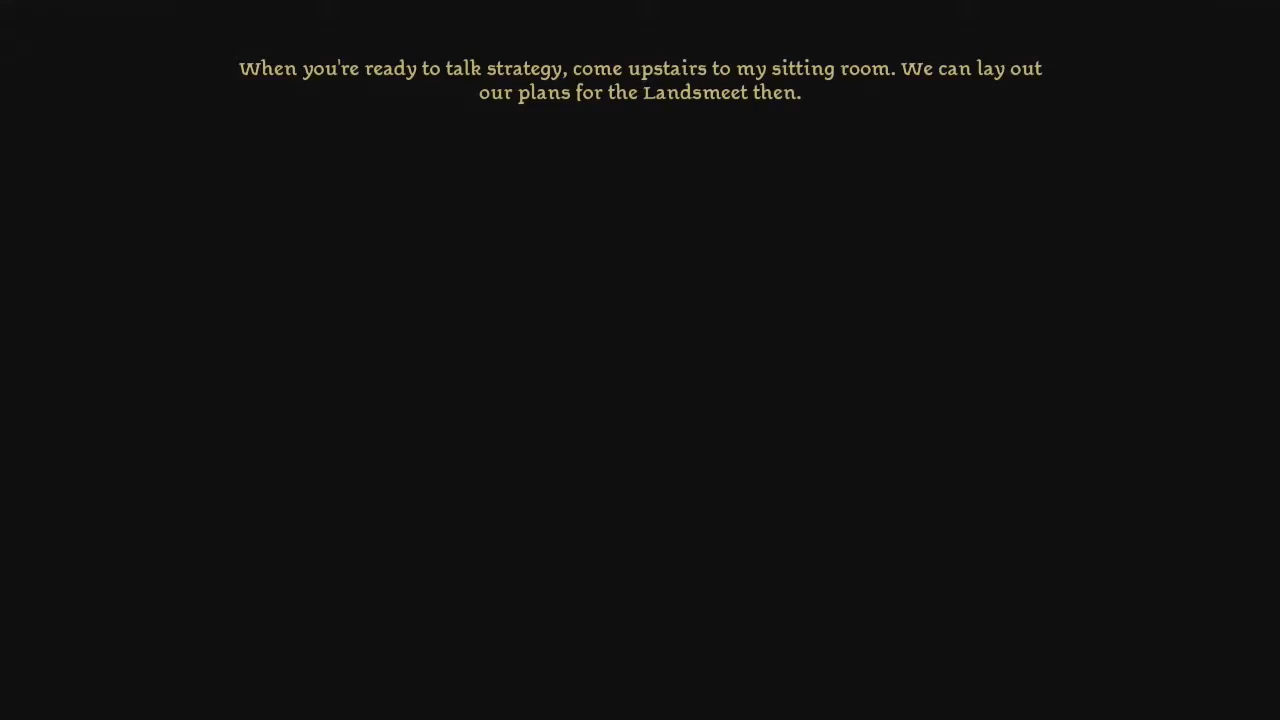 When you're ready to talk strategy, come upstairs to my sitting room. We can lay out
our plans for the Landsmeet then.